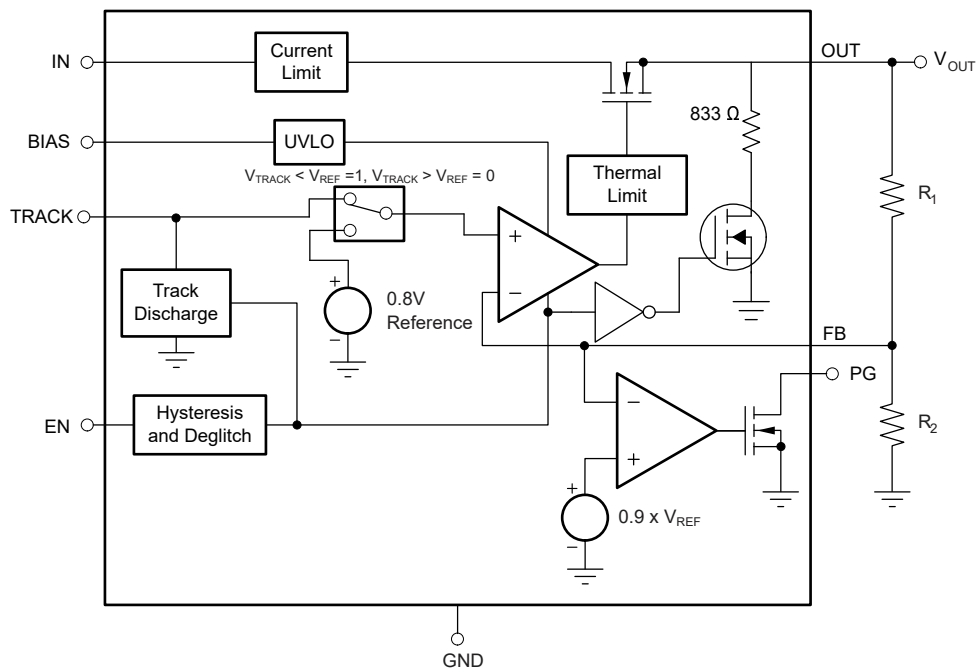 IN
Current
Limit
OUT
V_OUT
833 Ω
BIAS
UVLO
Thermal
Limit
V_TRACK < V_REF =1, V_TRACK > V_REF = 0
R_1
TRACK
+
−
+
−
0.8V
Reference
Track
Discharge
FB
PG
EN
Hysteresis
and Deglitch
−
+
R_2
+
−
0.9 x V_REF
GND